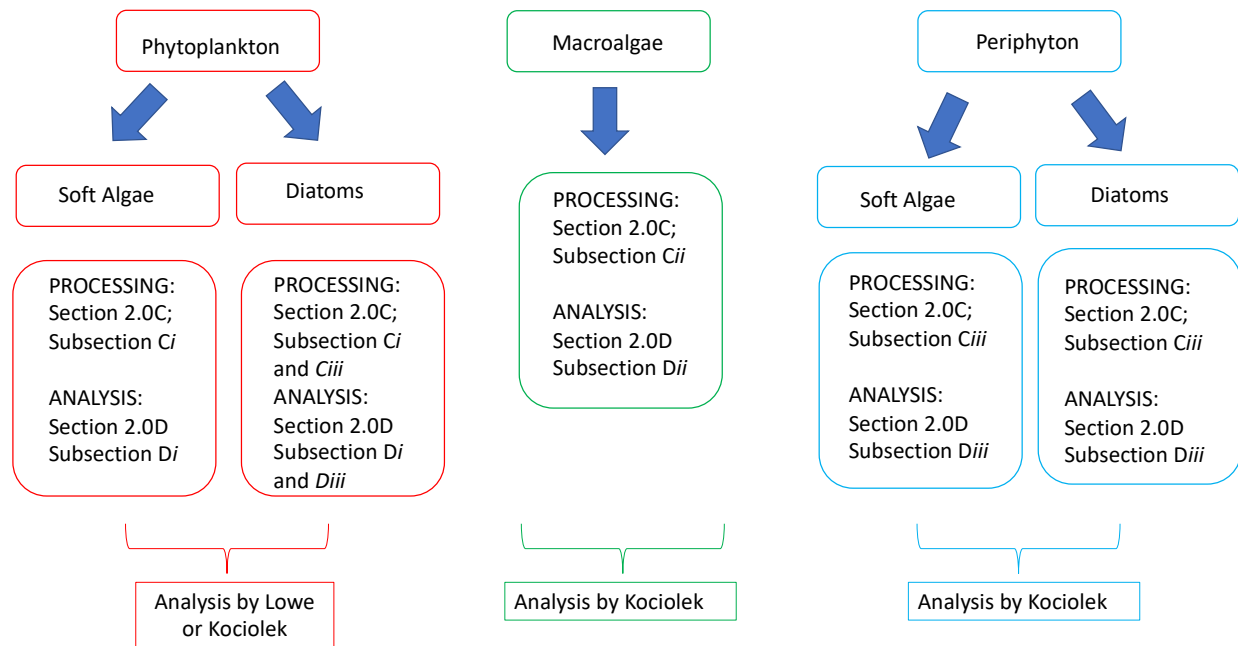 Phytoplankton
Macroalgae
Periphyton
Soft Algae
Diatoms
Soft Algae
Diatoms
PROCESSING:
Section 2.0C;
Subsection Ci
ANALYSIS:
Section 2.0D
Subsection Di
PROCESSING:
Section 2.0C;
Subsection Ci
and Ciii
ANALYSIS:
Section 2.0D
Subsection Di
and Diii
PROCESSING:
Section 2.0C;
Subsection Cii
ANALYSIS:
Section 2.0D
Subsection Dii
PROCESSING:
Section 2.0C;
Subsection Ciii
ANALYSIS:
Section 2.0D
Subsection Diii
PROCESSING:
Section 2.0C;
Subsection Ciii
ANALYSIS:
Section 2.0D
Subsection Diii
Analysis by Lowe
or Kociolek
Analysis by Kociolek
Analysis by Kociolek